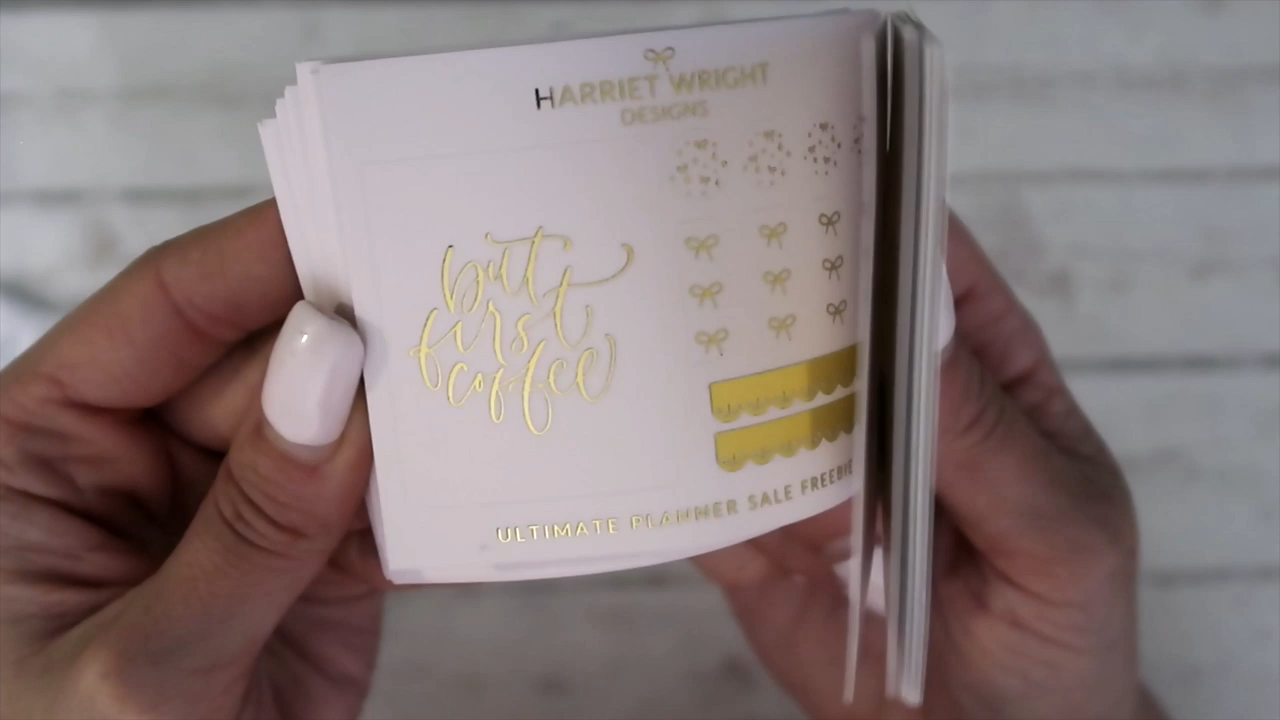 HARRIET WRIGHT
DESIGNS
but
first
coffee
ULTIMATE PLANNER SALE FREEBIE